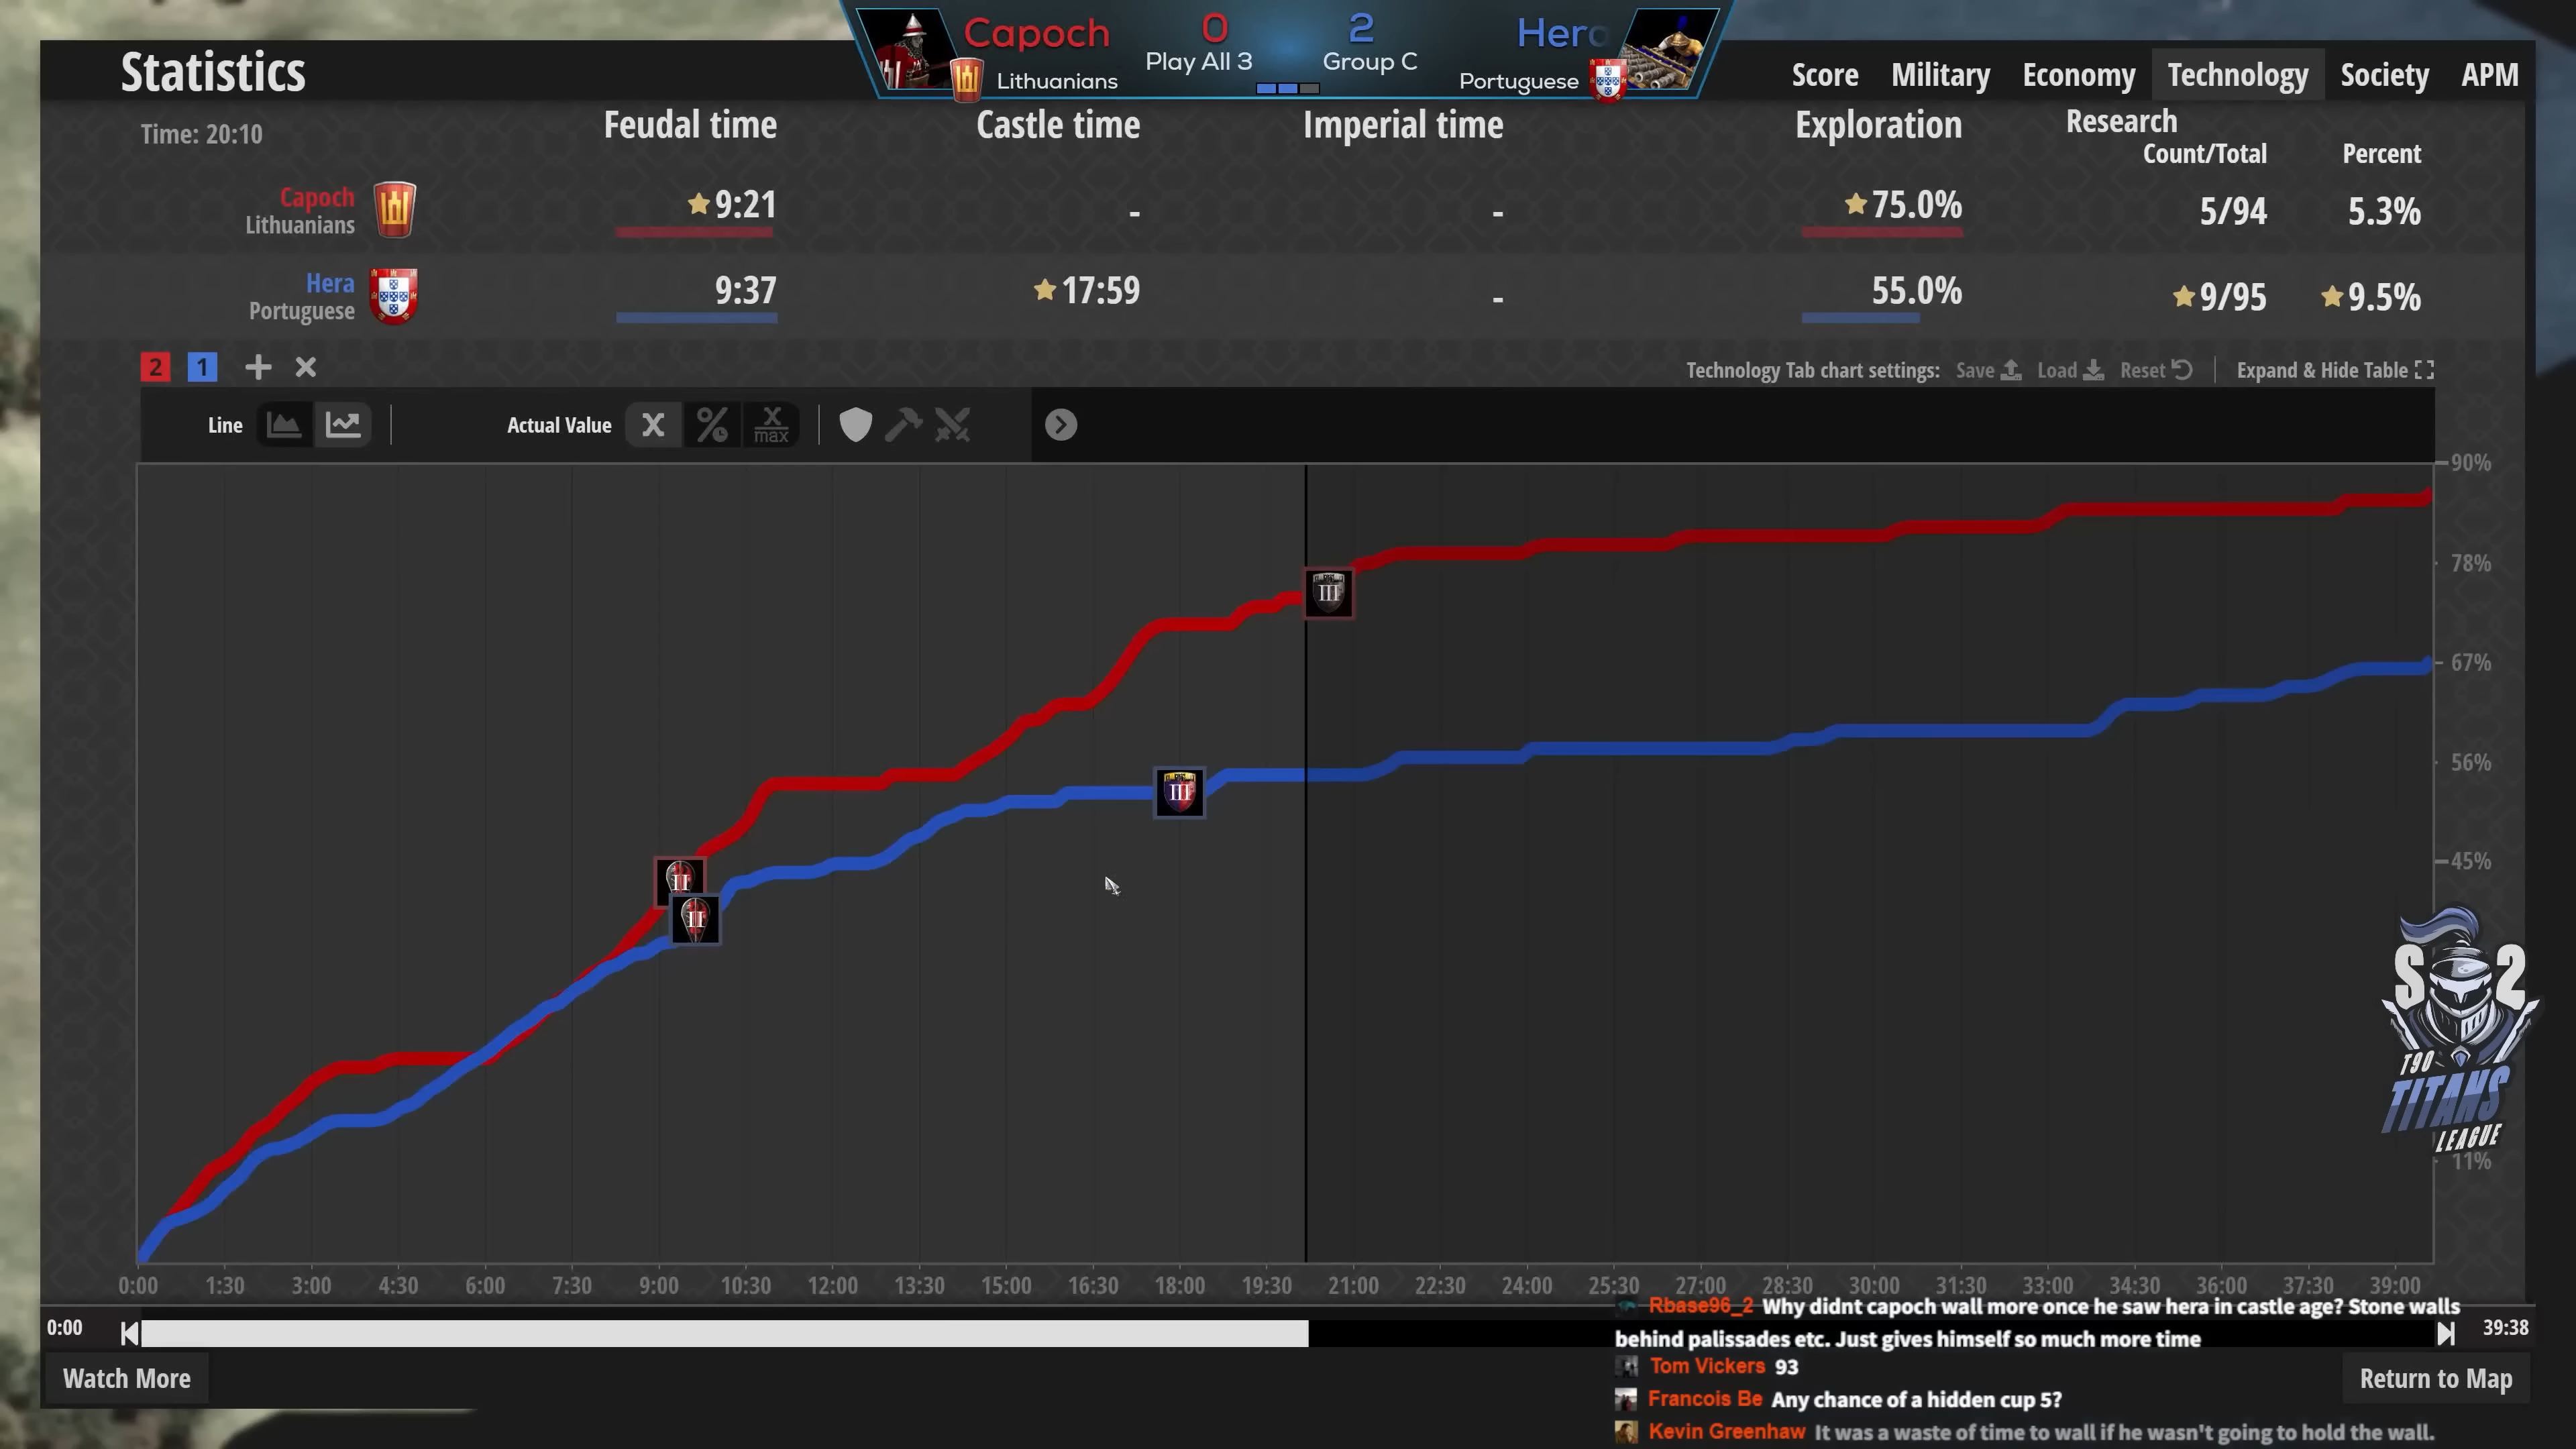 Capoch 0 2 Hera
Play All 3 Group C
Lithuanians Portuguese
Statistics
Score Military Economy Technology Society APM
Time: 20:10
Feudal time Castle time Imperial time Exploration Research
Count/Total Percent
Capoch
Lithuanians
9:21 - - 75.0% 5/94 5.3%
Hera
Portuguese
9:37 17:59 - 55.0% 9/95 9.5%
2 1
Technology Tab chart settings: Save Load Reset Expand & Hide Table
Line Actual Value X % X max
90%
78%
III
67%
III
56%
II
45%
II
S 2
T90
TITANS
LEAGUE
11%
0:00 1:30 3:00 4:30 6:00 7:30 9:00 10:30 12:00 13:30 15:00 16:30 18:00 19:30 21:00 22:30 24:00 25:30 27:00 28:30 30:00 31:30 33:00 34:30 36:00 37:30 39:00
0:00 39:38
Rbase96_2 Why didnt capoch wall more once he saw hera in castle age? Stone walls
behind palissades etc. Just gives himself so much more time
Tom Vickers 93
Francois Be Any chance of a hidden cup 5?
Kevin Greenhaw It was a waste of time to wall if he wasn't going to hold the wall.
Watch More
Return to Map